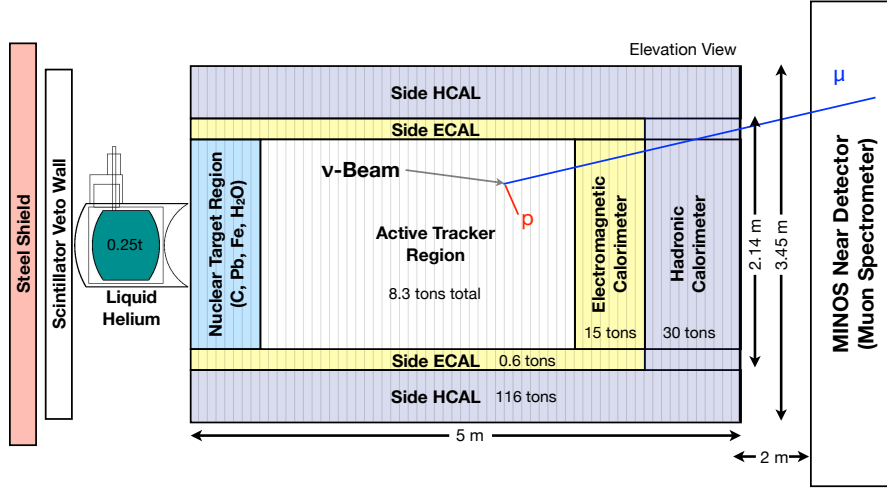 Elevation View
Steel Shield
Scintillator Veto Wall
0.25t
Liquid
Helium
Side HCAL
Side ECAL
Nuclear Target Region
(C, Pb, Fe, H₂O)
ν-Beam
p
μ
Active Tracker
Region
8.3 tons total
Electromagnetic
Calorimeter
15 tons
Hadronic
Calorimeter
30 tons
Side ECAL 0.6 tons
Side HCAL 116 tons
5 m
2.14 m
3.45 m
2 m
MINOS Near Detector
(Muon Spectrometer)